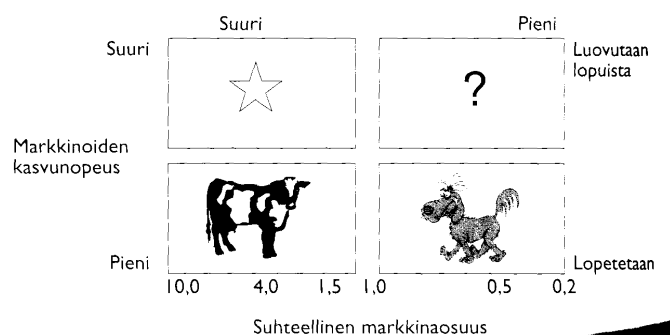 Suuri Pieni
Suuri
?
Luovutaan
lopuista
Markkinoiden
kasvunopeus
Pieni
Lopetetaan
10,0 4,0 1,5 1,0 0,5 0,2
Suhteellinen markkinaosuus